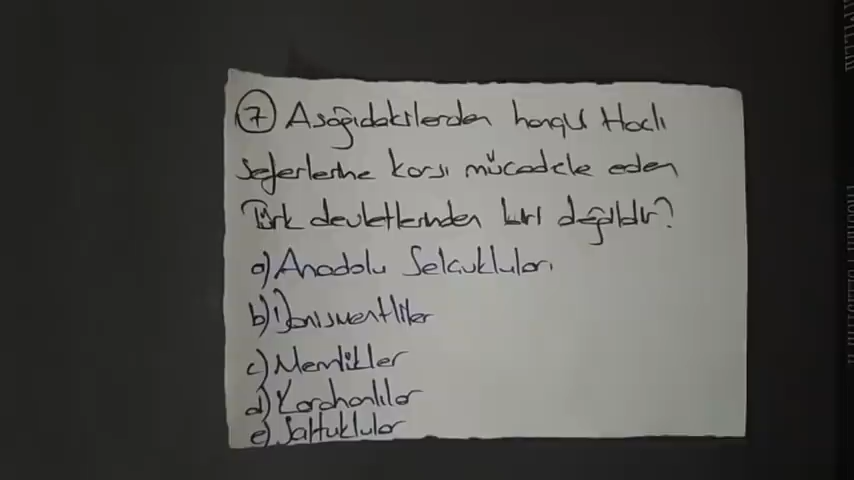 7 Aşağıdakilerden hangisi Haçlı
Seferlerine karşı mücadele eden
Türk devletlerinden biri değildir?
a) Anadolu Selçukluları
b) Danişmentliler
c) Memlükler
d) Karahanlılar
e) Saltuklular